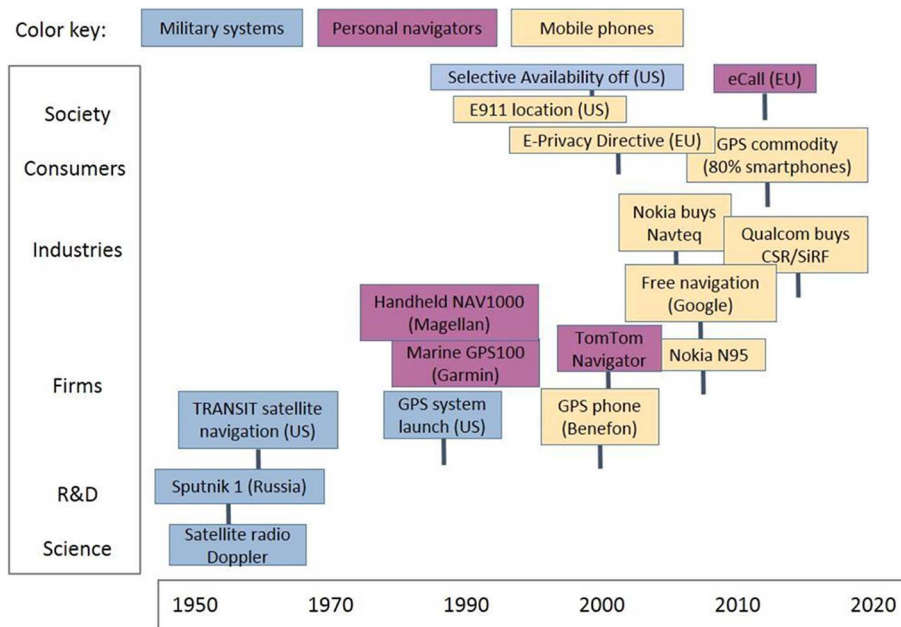 Color key:
Military systems
Personal navigators
Mobile phones
Society
Consumers
Industries
Firms
R&D
Science
Selective Availability off (US)
eCall (EU)
E911 location (US)
E-Privacy Directive (EU)
GPS commodity
(80% smartphones)
Nokia buys
Navteq
Qualcom buys
CSR/SiRF
Free navigation
(Google)
Handheld NAV1000
(Magellan)
Marine GPS100
(Garmin)
TomTom
Navigator
Nokia N95
TRANSIT satellite
navigation (US)
GPS system
launch (US)
GPS phone
(Benefon)
Sputnik 1 (Russia)
Satellite radio
Doppler
1950
1970
1990
2000
2010
2020